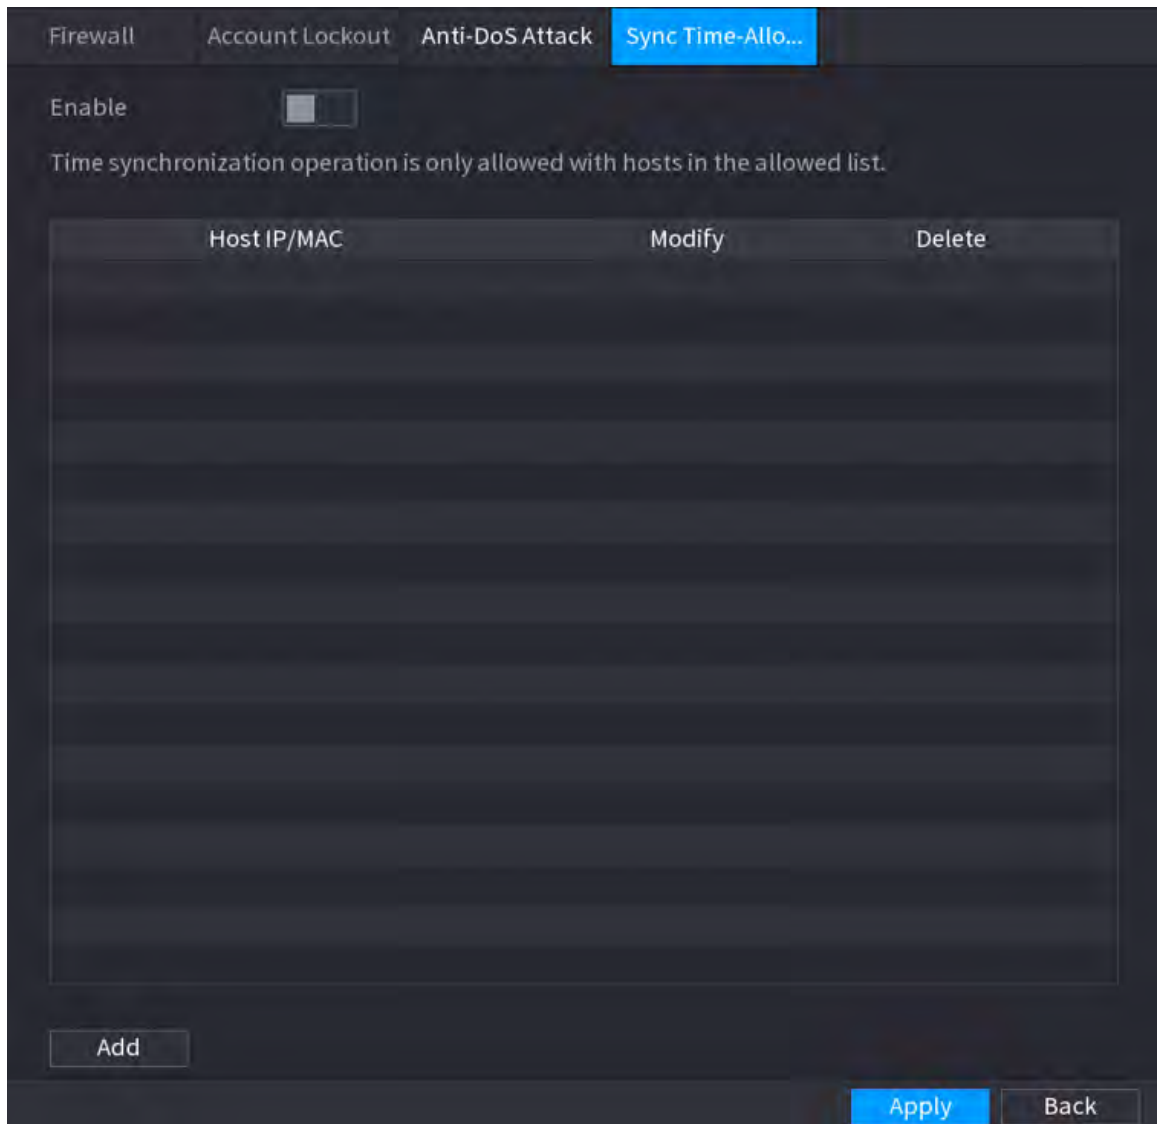 Firewall Account Lockout Anti-DoS Attack Sync Time-Allo...
Enable
Time synchronization operation is only allowed with hosts in the allowed list.
Host IP/MAC Modify Delete
Add
Apply Back